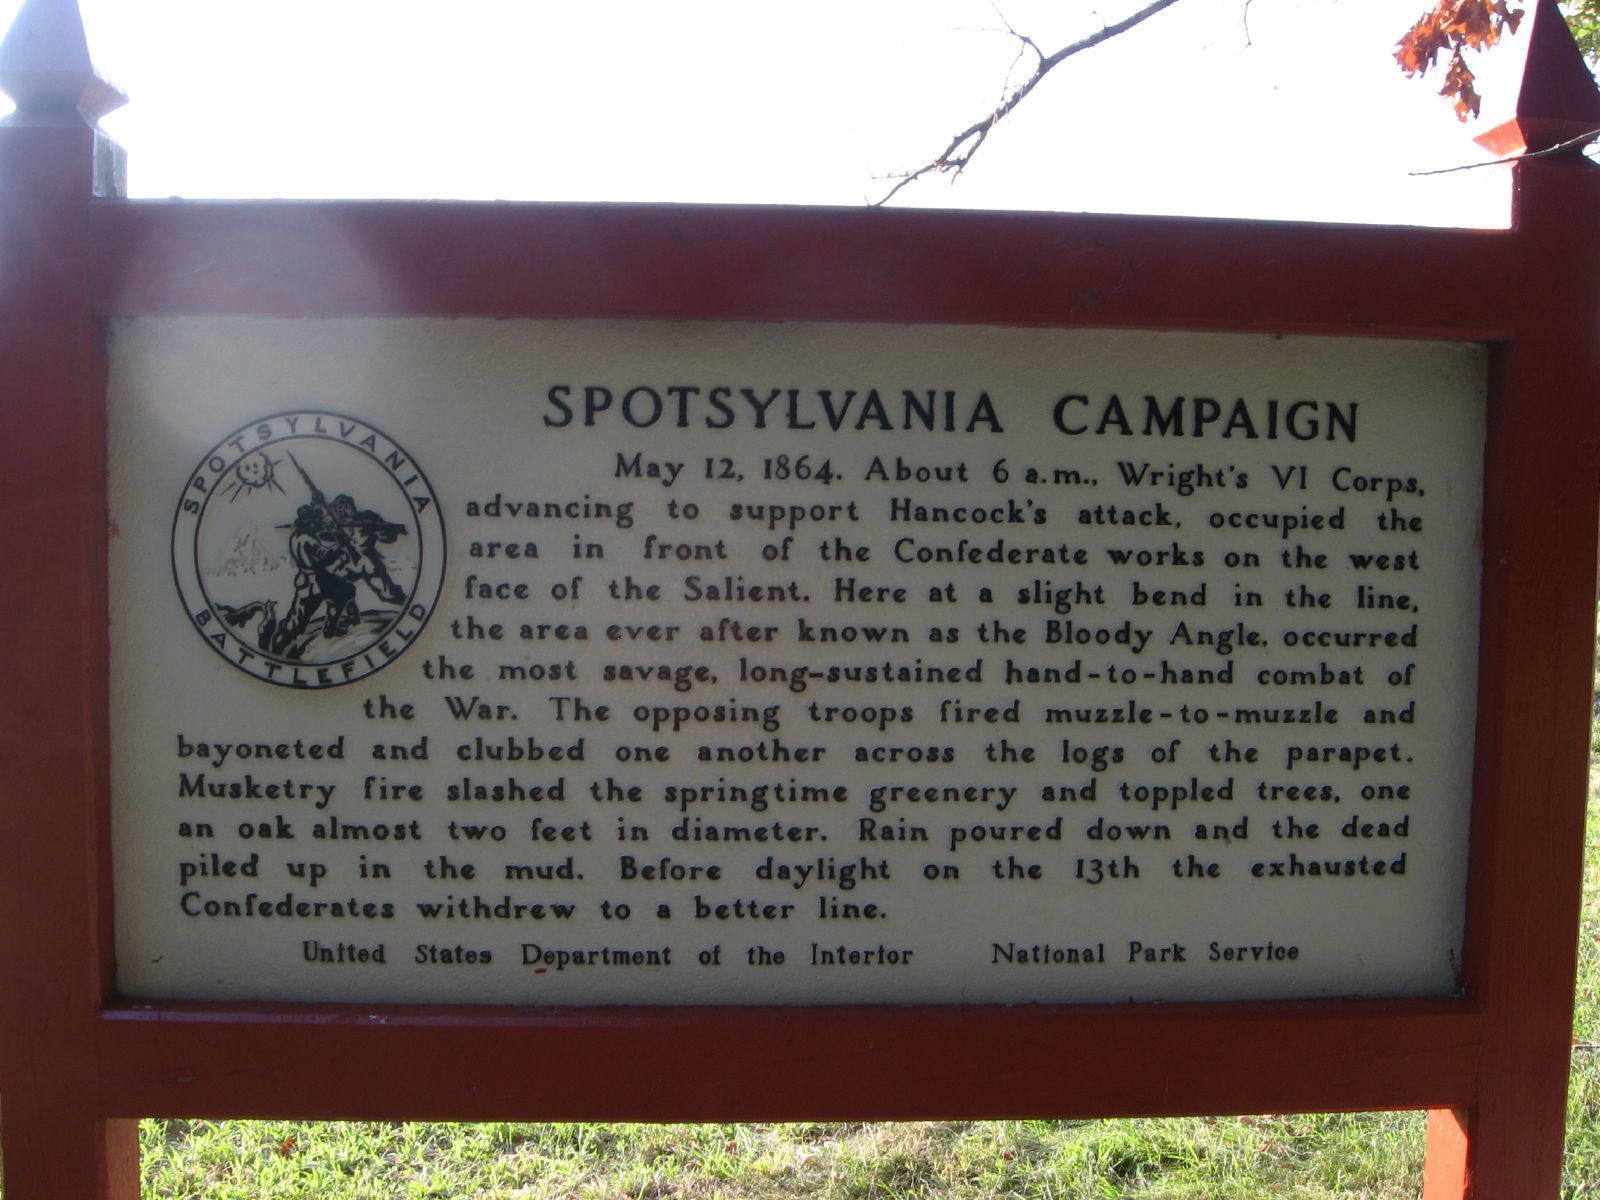 SPOTSYLVANIA CAMPAIGN
SPOTSYLVANIA
BATTLEFIELD
May 12, 1864. About 6 a.m., Wright's VI Corps,
advancing to support Hancock's attack, occupied the
area in front of the Confederate works on the west
face of the Salient. Here at a slight bend in the line,
the area ever after known as the Bloody Angle, occurred
the most savage, long-sustained hand-to-hand combat of
the War. The opposing troops fired muzzle-to-muzzle and
bayoneted and clubbed one another across the logs of the parapet.
Musketry fire slashed the springtime greenery and toppled trees, one
an oak almost two feet in diameter. Rain poured down and the dead
piled up in the mud. Before daylight on the 13th the exhausted
Confederates withdrew to a better line.
United States Department of the Interior National Park Service